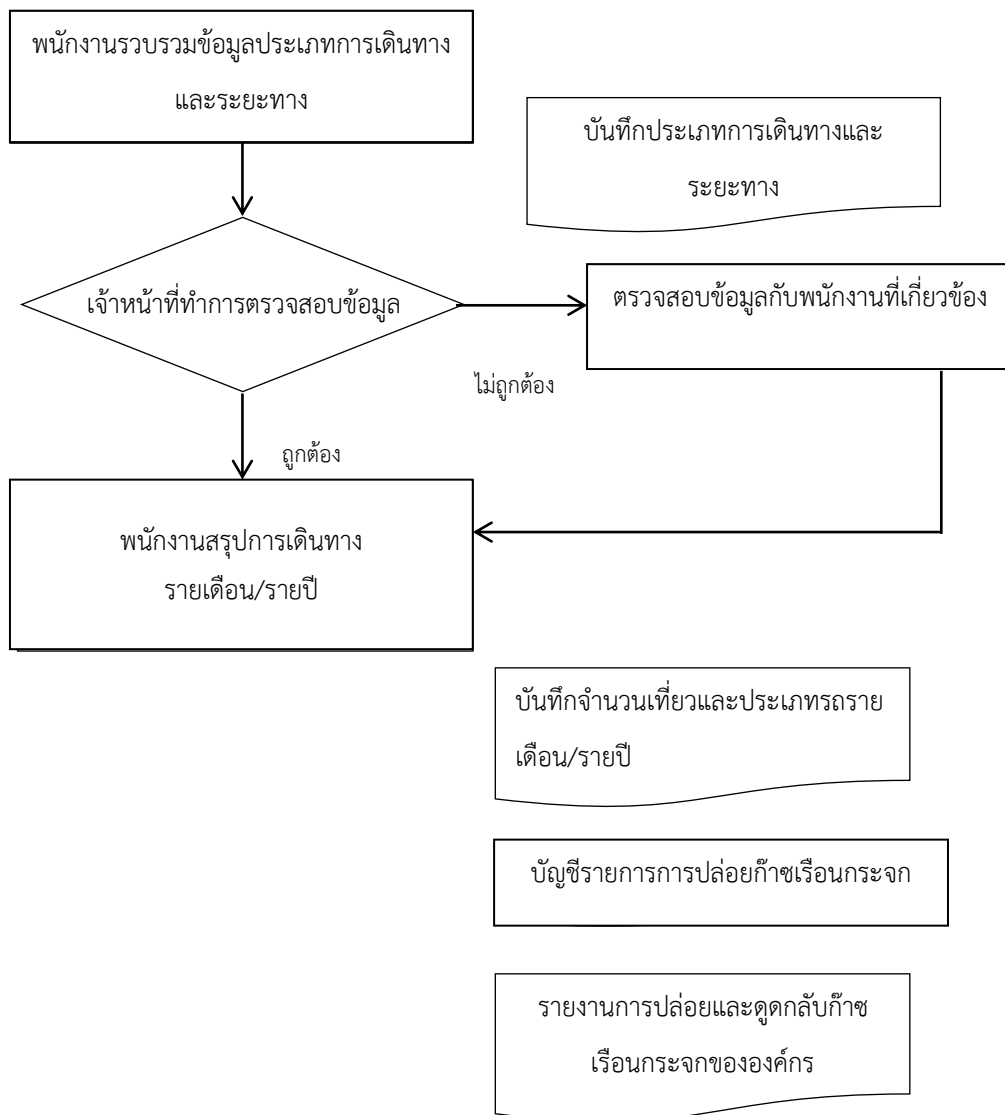 พนักงานรวบรวมข้อมูลประเภทการเดินทาง
และระยะทาง
บันทึกประเภทการเดินทางและ
ระยะทาง
เจ้าหน้าที่ทำการตรวจสอบข้อมูล
ตรวจสอบข้อมูลกับพนักงานที่เกี่ยวข้อง
ไม่ถูกต้อง
ถูกต้อง
พนักงานสรุปการเดินทาง
รายเดือน/รายปี
บันทึกจำนวนเที่ยวและประเภทรถราย
เดือน/รายปี
บัญชีรายการการปล่อยก๊าซเรือนกระจก
รายงานการปล่อยและดูดกลับก๊าซ
เรือนกระจกขององค์กร